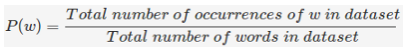 P(w) = Total number of occurrences of w in dataset / Total number of words in dataset